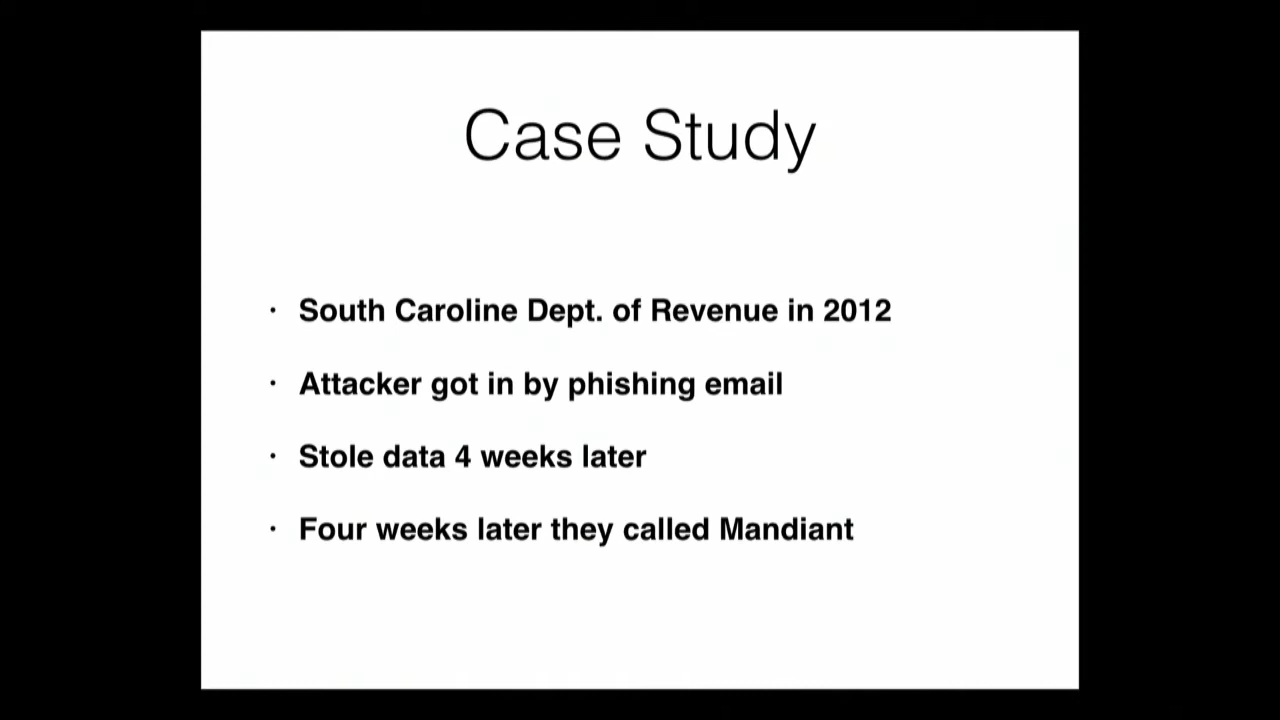 Case Study
• South Caroline Dept. of Revenue in 2012
• Attacker got in by phishing email
• Stole data 4 weeks later
• Four weeks later they called Mandiant